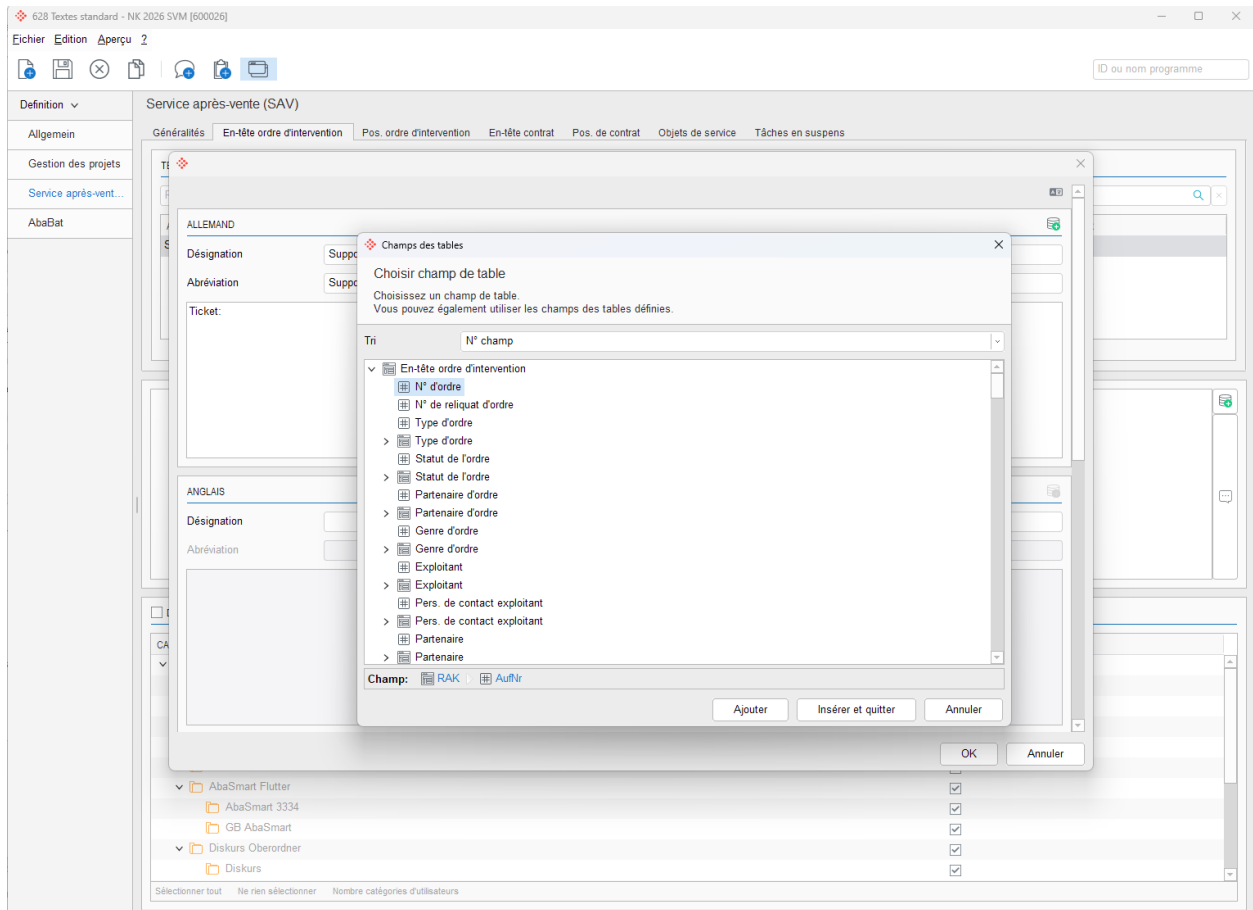 628 Textes standard - NK 2026 SVM [600026]
Fichier Edition Aperçu ?
ID ou nom programme
Definition
Service après-vente (SAV)
Allgemein
Gestion des projets
Service après-vent...
AbaBat
Généralités En-tête ordre d'intervention Pos. ordre d'intervention En-tête contrat Pos. de contrat Objets de service Tâches en suspens
ALLEMAND
Désignation
Suppo
Abréviation
Suppo
Ticket:
ANGLAIS
Désignation
Abréviation
Champs des tables
Choisir champ de table
Choisissez un champ de table.
Vous pouvez également utiliser les champs des tables définies.
Tri N° champ
En-tête ordre d'intervention
N° d'ordre
N° de reliquat d'ordre
Type d'ordre
Type d'ordre
Statut de l'ordre
Statut de l'ordre
Partenaire d'ordre
Partenaire d'ordre
Genre d'ordre
Genre d'ordre
Exploitant
Exploitant
Pers. de contact exploitant
Pers. de contact exploitant
Partenaire
Partenaire
Champ: RAK AufNr
Ajouter Insérer et quitter Annuler
OK Annuler
CA
AbaSmart Flutter
AbaSmart 3334
GB AbaSmart
Diskurs Oberordner
Diskurs
Sélectionner tout Ne rien sélectionner Nombre catégories d'utilisateurs